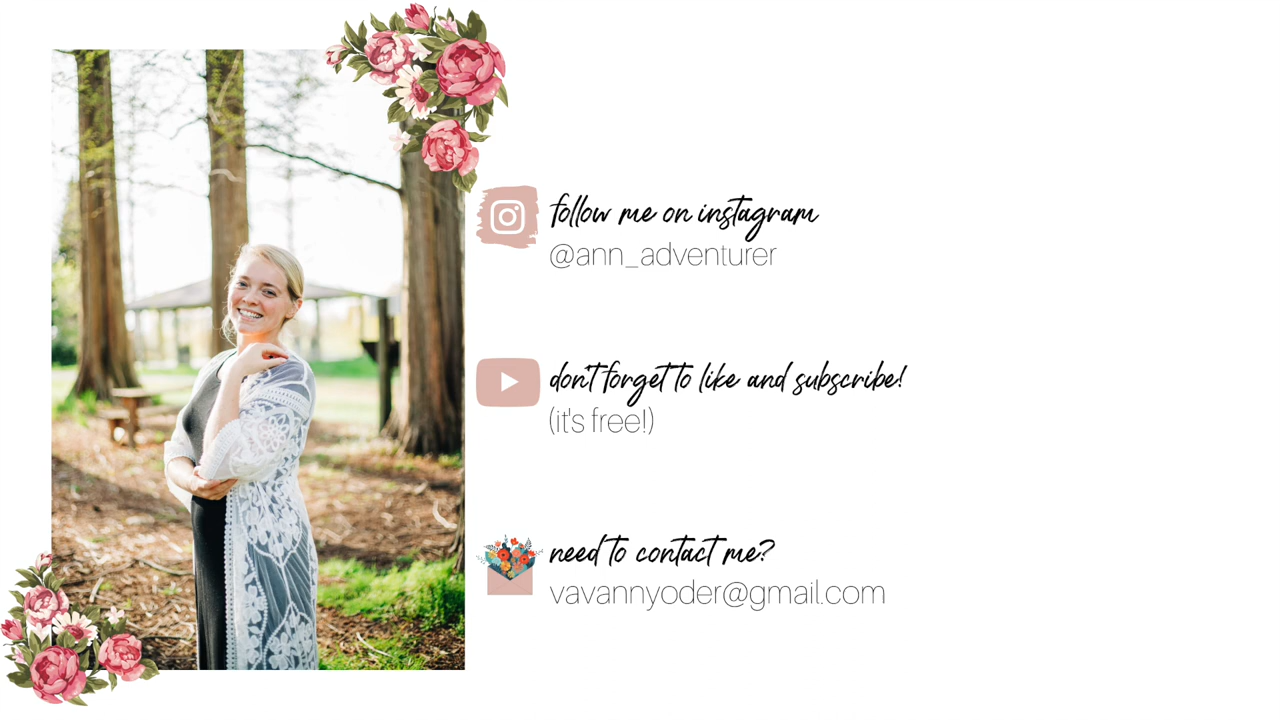 follow me on instagram
@ann_adventurer
don't forget to like and subscribe!
(it's free!)
need to contact me?
vavannyoder@gmail.com